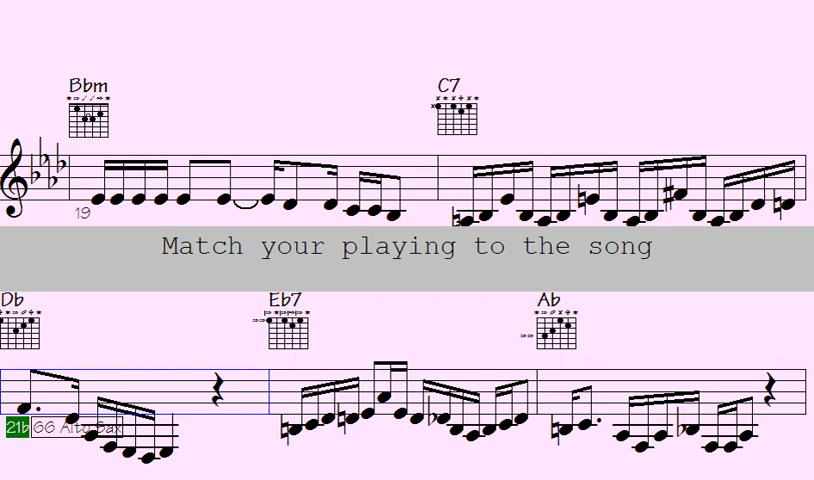 Bbm C7
19
Match your playing to the song
Db Eb7 Ab
21b 66 Alto Sax